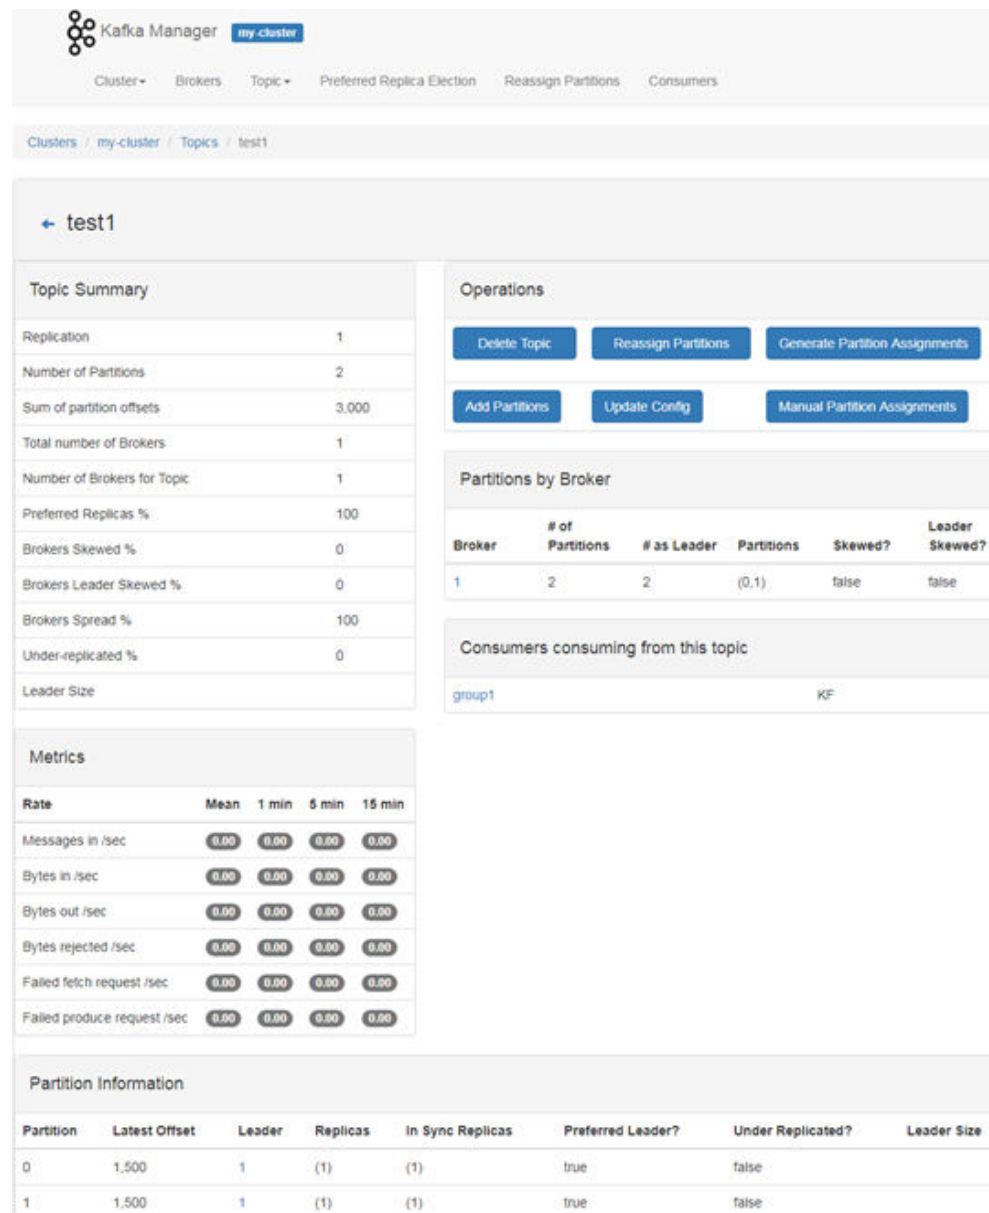 Kafka Manager my-cluster
Cluster Brokers Topic Preferred Replica Election Reassign Partitions Consumers
Clusters / my-cluster / Topics / test1
← test1
Topic Summary
Replication 1
Number of Partitions 2
Sum of partition offsets 3,000
Total number of Brokers 1
Number of Brokers for Topic 1
Preferred Replicas % 100
Brokers Skewed % 0
Brokers Leader Skewed % 0
Brokers Spread % 100
Under-replicated % 0
Leader Size
Operations
Delete Topic Reassign Partitions Generate Partition Assignments
Add Partitions Update Config Manual Partition Assignments
Partitions by Broker
Broker # of Partitions # as Leader Partitions Skewed? Leader Skewed?
1 2 2 (0,1) false false
Consumers consuming from this topic
group1 KF
Metrics
Rate Mean 1 min 5 min 15 min
Messages in /sec 0.00 0.00 0.00 0.00
Bytes in /sec 0.00 0.00 0.00 0.00
Bytes out /sec 0.00 0.00 0.00 0.00
Bytes rejected /sec 0.00 0.00 0.00 0.00
Failed fetch request /sec 0.00 0.00 0.00 0.00
Failed produce request /sec 0.00 0.00 0.00 0.00
Partition Information
Partition Latest Offset Leader Replicas In Sync Replicas Preferred Leader? Under Replicated? Leader Size
0 1,500 1 (1) (1) true false
1 1,500 1 (1) (1) true false